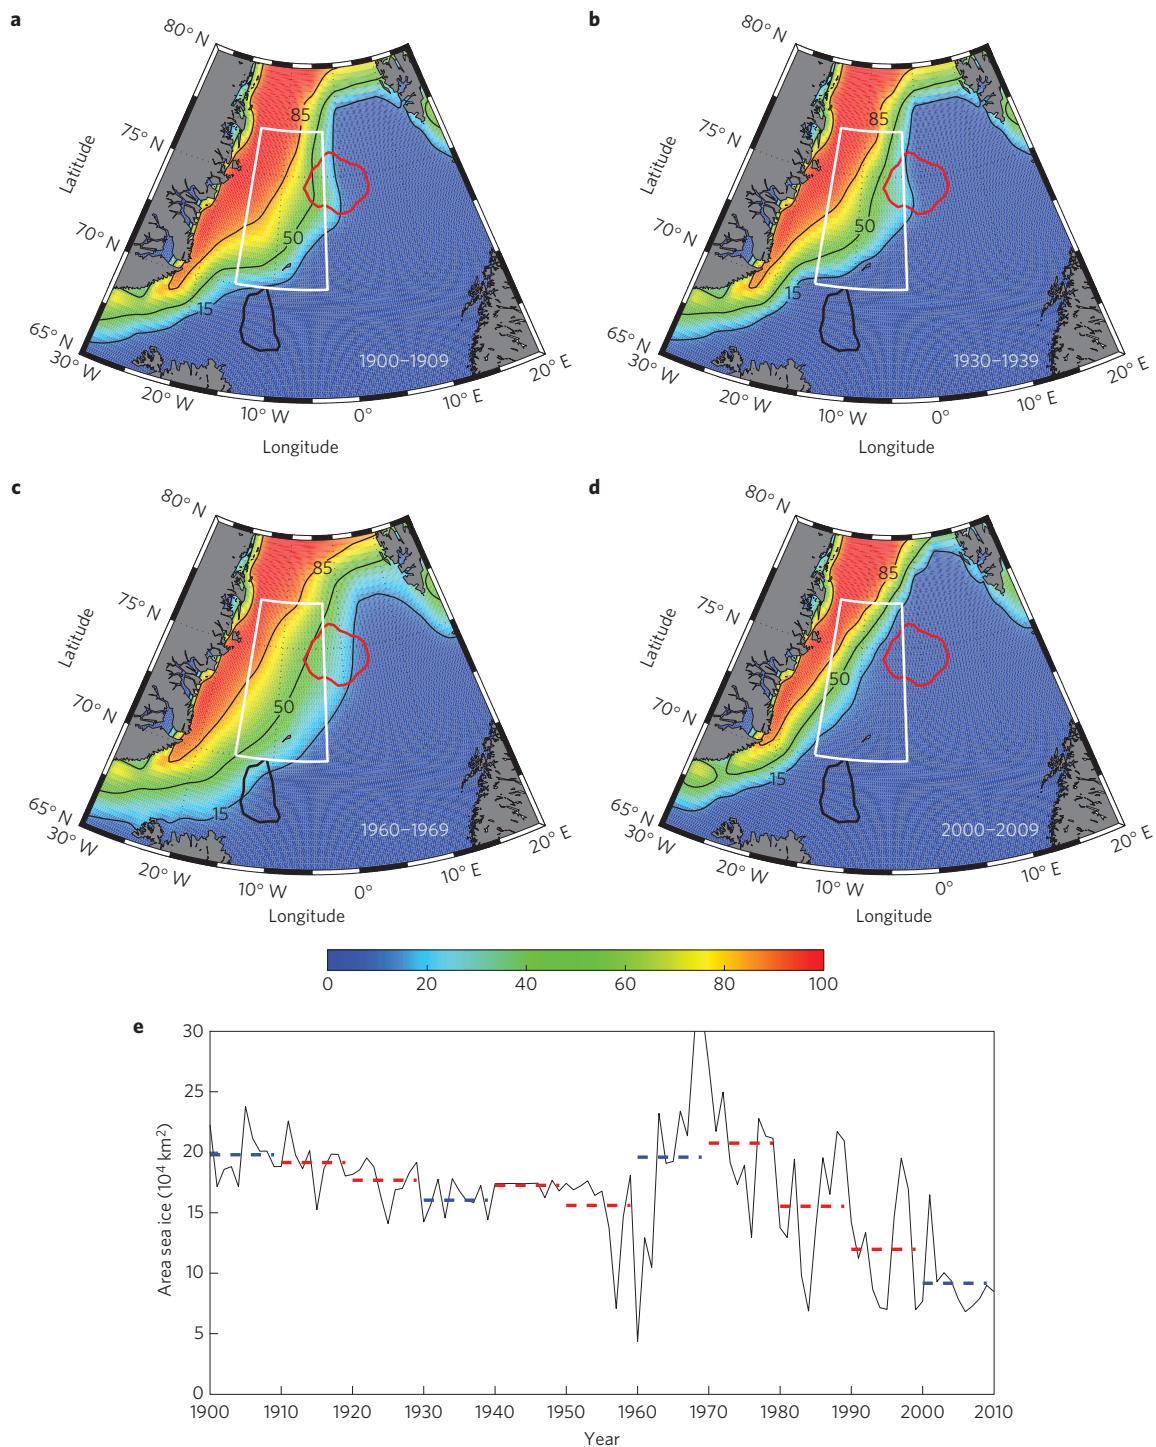 a
80° N
75° N
70° N
65° N
30° W
20° W
10° W
0°
10° E
20° E
Latitude
Longitude
85
50
15
1900–1909
b
80° N
75° N
70° N
65° N
30° W
20° W
10° W
0°
10° E
20° E
Latitude
Longitude
85
50
15
1930–1939
c
80° N
75° N
70° N
65° N
30° W
20° W
10° W
0°
10° E
20° E
Latitude
Longitude
85
50
15
1960–1969
d
80° N
75° N
70° N
65° N
30° W
20° W
10° W
0°
10° E
20° E
Latitude
Longitude
85
50
15
2000–2009
0 20 40 60 80 100
e
Area sea ice (10⁴ km²)
30
25
20
15
10
5
0
1900 1910 1920 1930 1940 1950 1960 1970 1980 1990 2000 2010
Year